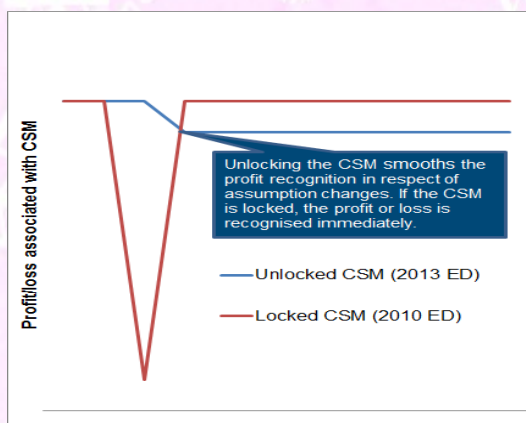 Profit/loss associated with CSM
Unlocking the CSM smooths the
profit recognition in respect of
assumption changes. If the CSM
is locked, the profit or loss is
recognised immediately.
Unlocked CSM (2013 ED)
Locked CSM (2010 ED)